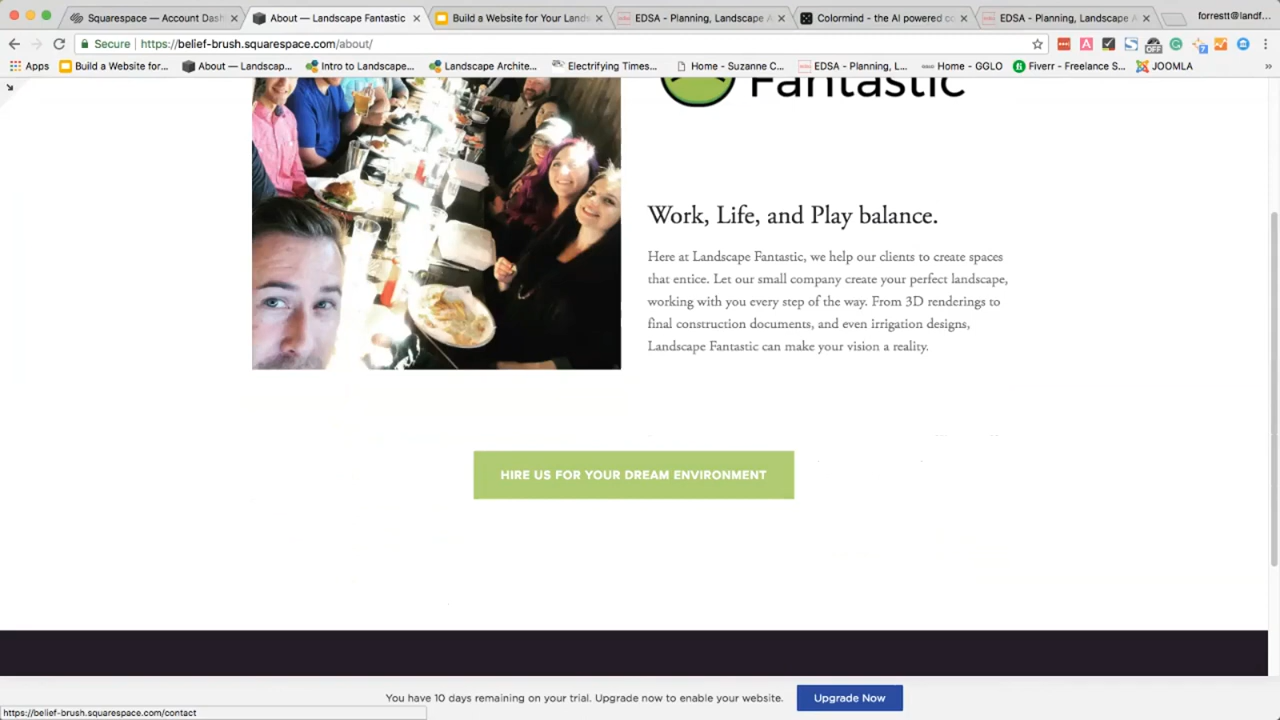 Squarespace — Account Dash
About — Landscape Fantastic
Build a Website for Your Lands
EDSA - Planning, Landscape A
Colormind - the AI powered co
EDSA - Planning, Landscape A
forrestt@landf...
Secure
https://belief-brush.squarespace.com/about/
OFF
7
Apps
Build a Website for...
About — Landscap...
Intro to Landscape...
Landscape Archite...
Electrifying Times...
Home - Suzanne C...
EDSA - Planning, L...
Home - GGLO
Fiverr - Freelance S...
JOOMLA
»
Fantastic
Work, Life, and Play balance.
Here at Landscape Fantastic, we help our clients to create spaces
that entice. Let our small company create your perfect landscape,
working with you every step of the way. From 3D renderings to
final construction documents, and even irrigation designs,
Landscape Fantastic can make your vision a reality.
HIRE US FOR YOUR DREAM ENVIRONMENT
You have 10 days remaining on your trial. Upgrade now to enable your website.
Upgrade Now
https://belief-brush.squarespace.com/contact